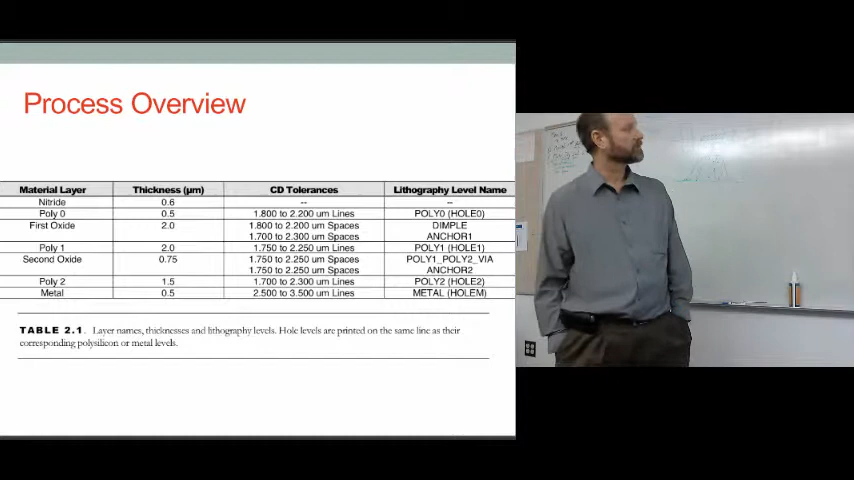 Process Overview
Material Layer Thickness (μm) CD Tolerances Lithography Level Name
Nitride 0.6 -- --
Poly 0 0.5 1.800 to 2.200 um Lines POLY0 (HOLE0)
First Oxide 2.0 1.800 to 2.200 um Spaces DIMPLE
1.700 to 2.300 um Spaces ANCHOR1
Poly 1 2.0 1.750 to 2.250 um Lines POLY1 (HOLE1)
Second Oxide 0.75 1.750 to 2.250 um Spaces POLY1_POLY2_VIA
1.750 to 2.250 um Spaces ANCHOR2
Poly 2 1.5 1.700 to 2.300 um Lines POLY2 (HOLE2)
Metal 0.5 2.500 to 3.500 um Lines METAL (HOLEM)
TABLE 2.1. Layer names, thicknesses and lithography levels. Hole levels are printed on the same line as their
corresponding polysilicon or metal levels.